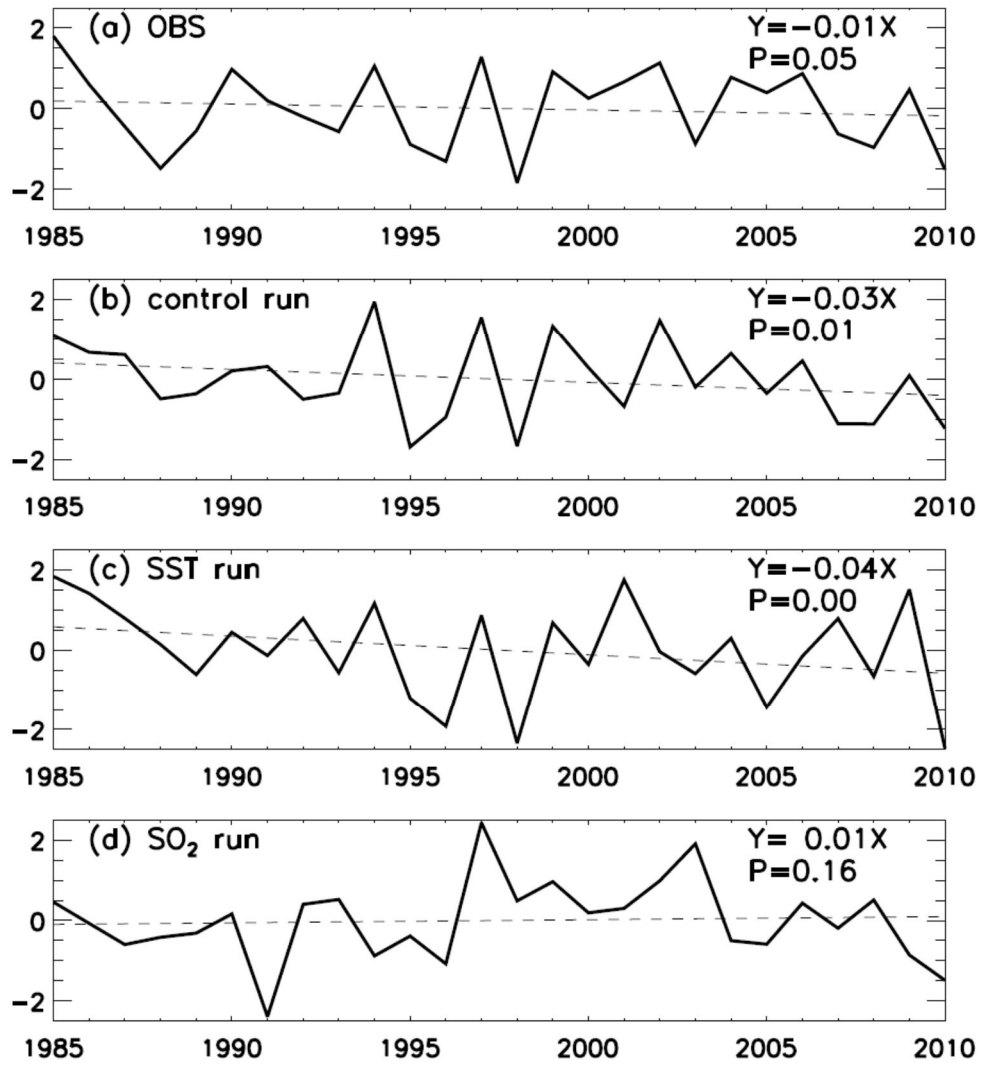 (a) OBS
Y=-0.01X
P=0.05
2
0
-2
1985 1990 1995 2000 2005 2010
(b) control run
Y=-0.03X
P=0.01
2
0
-2
1985 1990 1995 2000 2005 2010
(c) SST run
Y=-0.04X
P=0.00
2
0
-2
1985 1990 1995 2000 2005 2010
(d) SO₂ run
Y= 0.01X
P=0.16
2
0
-2
1985 1990 1995 2000 2005 2010